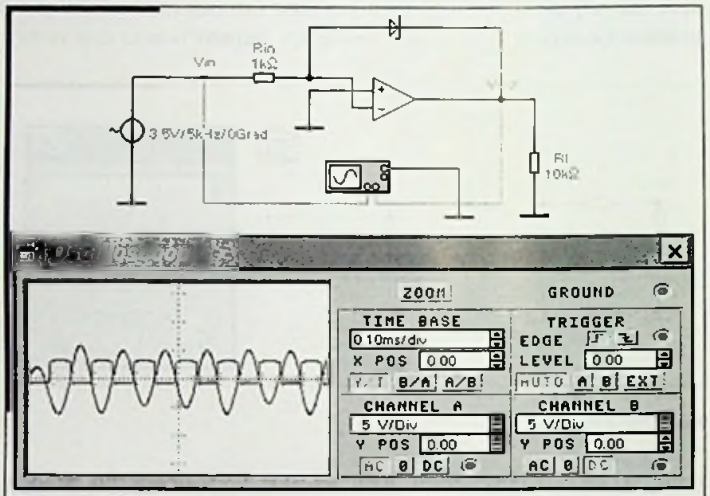 Rin
Vin 1kΩ
+
−
3.5V/5kHz/0Grad
Rl
10kΩ
ZOOM GROUND
TIME BASE TRIGGER
0.10ms/div EDGE
X POS 0.00 LEVEL 0.00
Y/T B/A A/B AUTO A B EXT
CHANNEL A CHANNEL B
5 V/Div 5 V/Div
Y POS 0.00 Y POS 0.00
AC 0 DC AC 0 DC